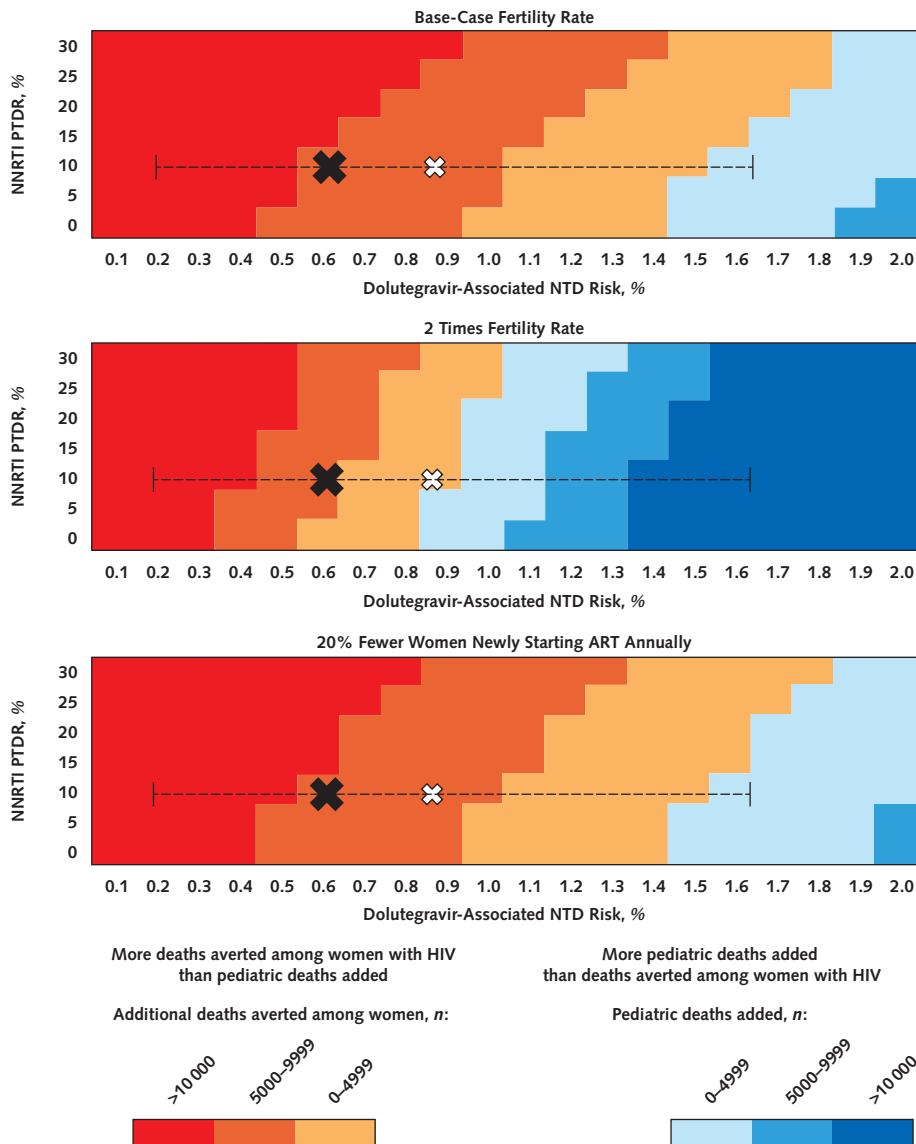 Base-Case Fertility Rate
NNRTI PTDR, %
30
25
20
15
10
5
0
0.1 0.2 0.3 0.4 0.5 0.6 0.7 0.8 0.9 1.0 1.1 1.2 1.3 1.4 1.5 1.6 1.7 1.8 1.9 2.0
Dolutegravir-Associated NTD Risk, %
2 Times Fertility Rate
NNRTI PTDR, %
30
25
20
15
10
5
0
0.1 0.2 0.3 0.4 0.5 0.6 0.7 0.8 0.9 1.0 1.1 1.2 1.3 1.4 1.5 1.6 1.7 1.8 1.9 2.0
Dolutegravir-Associated NTD Risk, %
20% Fewer Women Newly Starting ART Annually
NNRTI PTDR, %
30
25
20
15
10
5
0
0.1 0.2 0.3 0.4 0.5 0.6 0.7 0.8 0.9 1.0 1.1 1.2 1.3 1.4 1.5 1.6 1.7 1.8 1.9 2.0
Dolutegravir-Associated NTD Risk, %
More deaths averted among women with HIV
than pediatric deaths added
Additional deaths averted among women, n:
>10 000
5000–9999
0–4999
More pediatric deaths added
than deaths averted among women with HIV
Pediatric deaths added, n:
0–4999
5000–9999
>10 000